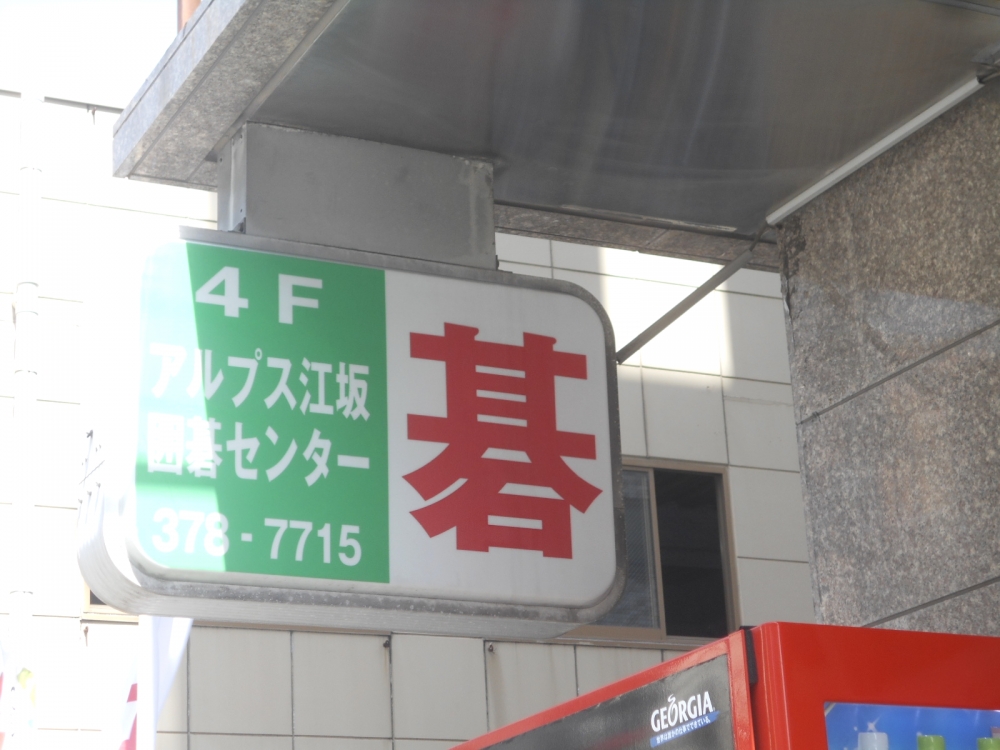 4F
アルプス江坂
囲碁センター
378-7715
碁
GEORGIA